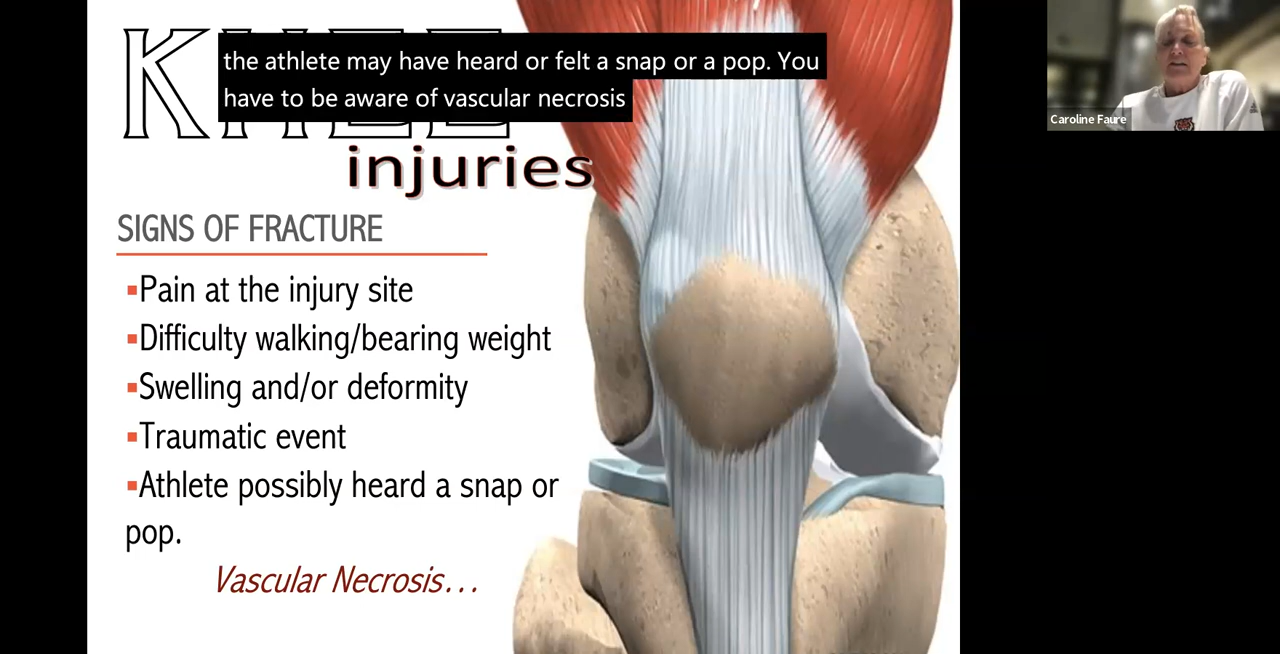 KNEE
the athlete may have heard or felt a snap or a pop. You
have to be aware of vascular necrosis
injuries
SIGNS OF FRACTURE
▪Pain at the injury site
▪Difficulty walking/bearing weight
▪Swelling and/or deformity
▪Traumatic event
▪Athlete possibly heard a snap or
pop.
Vascular Necrosis...
Caroline Faure